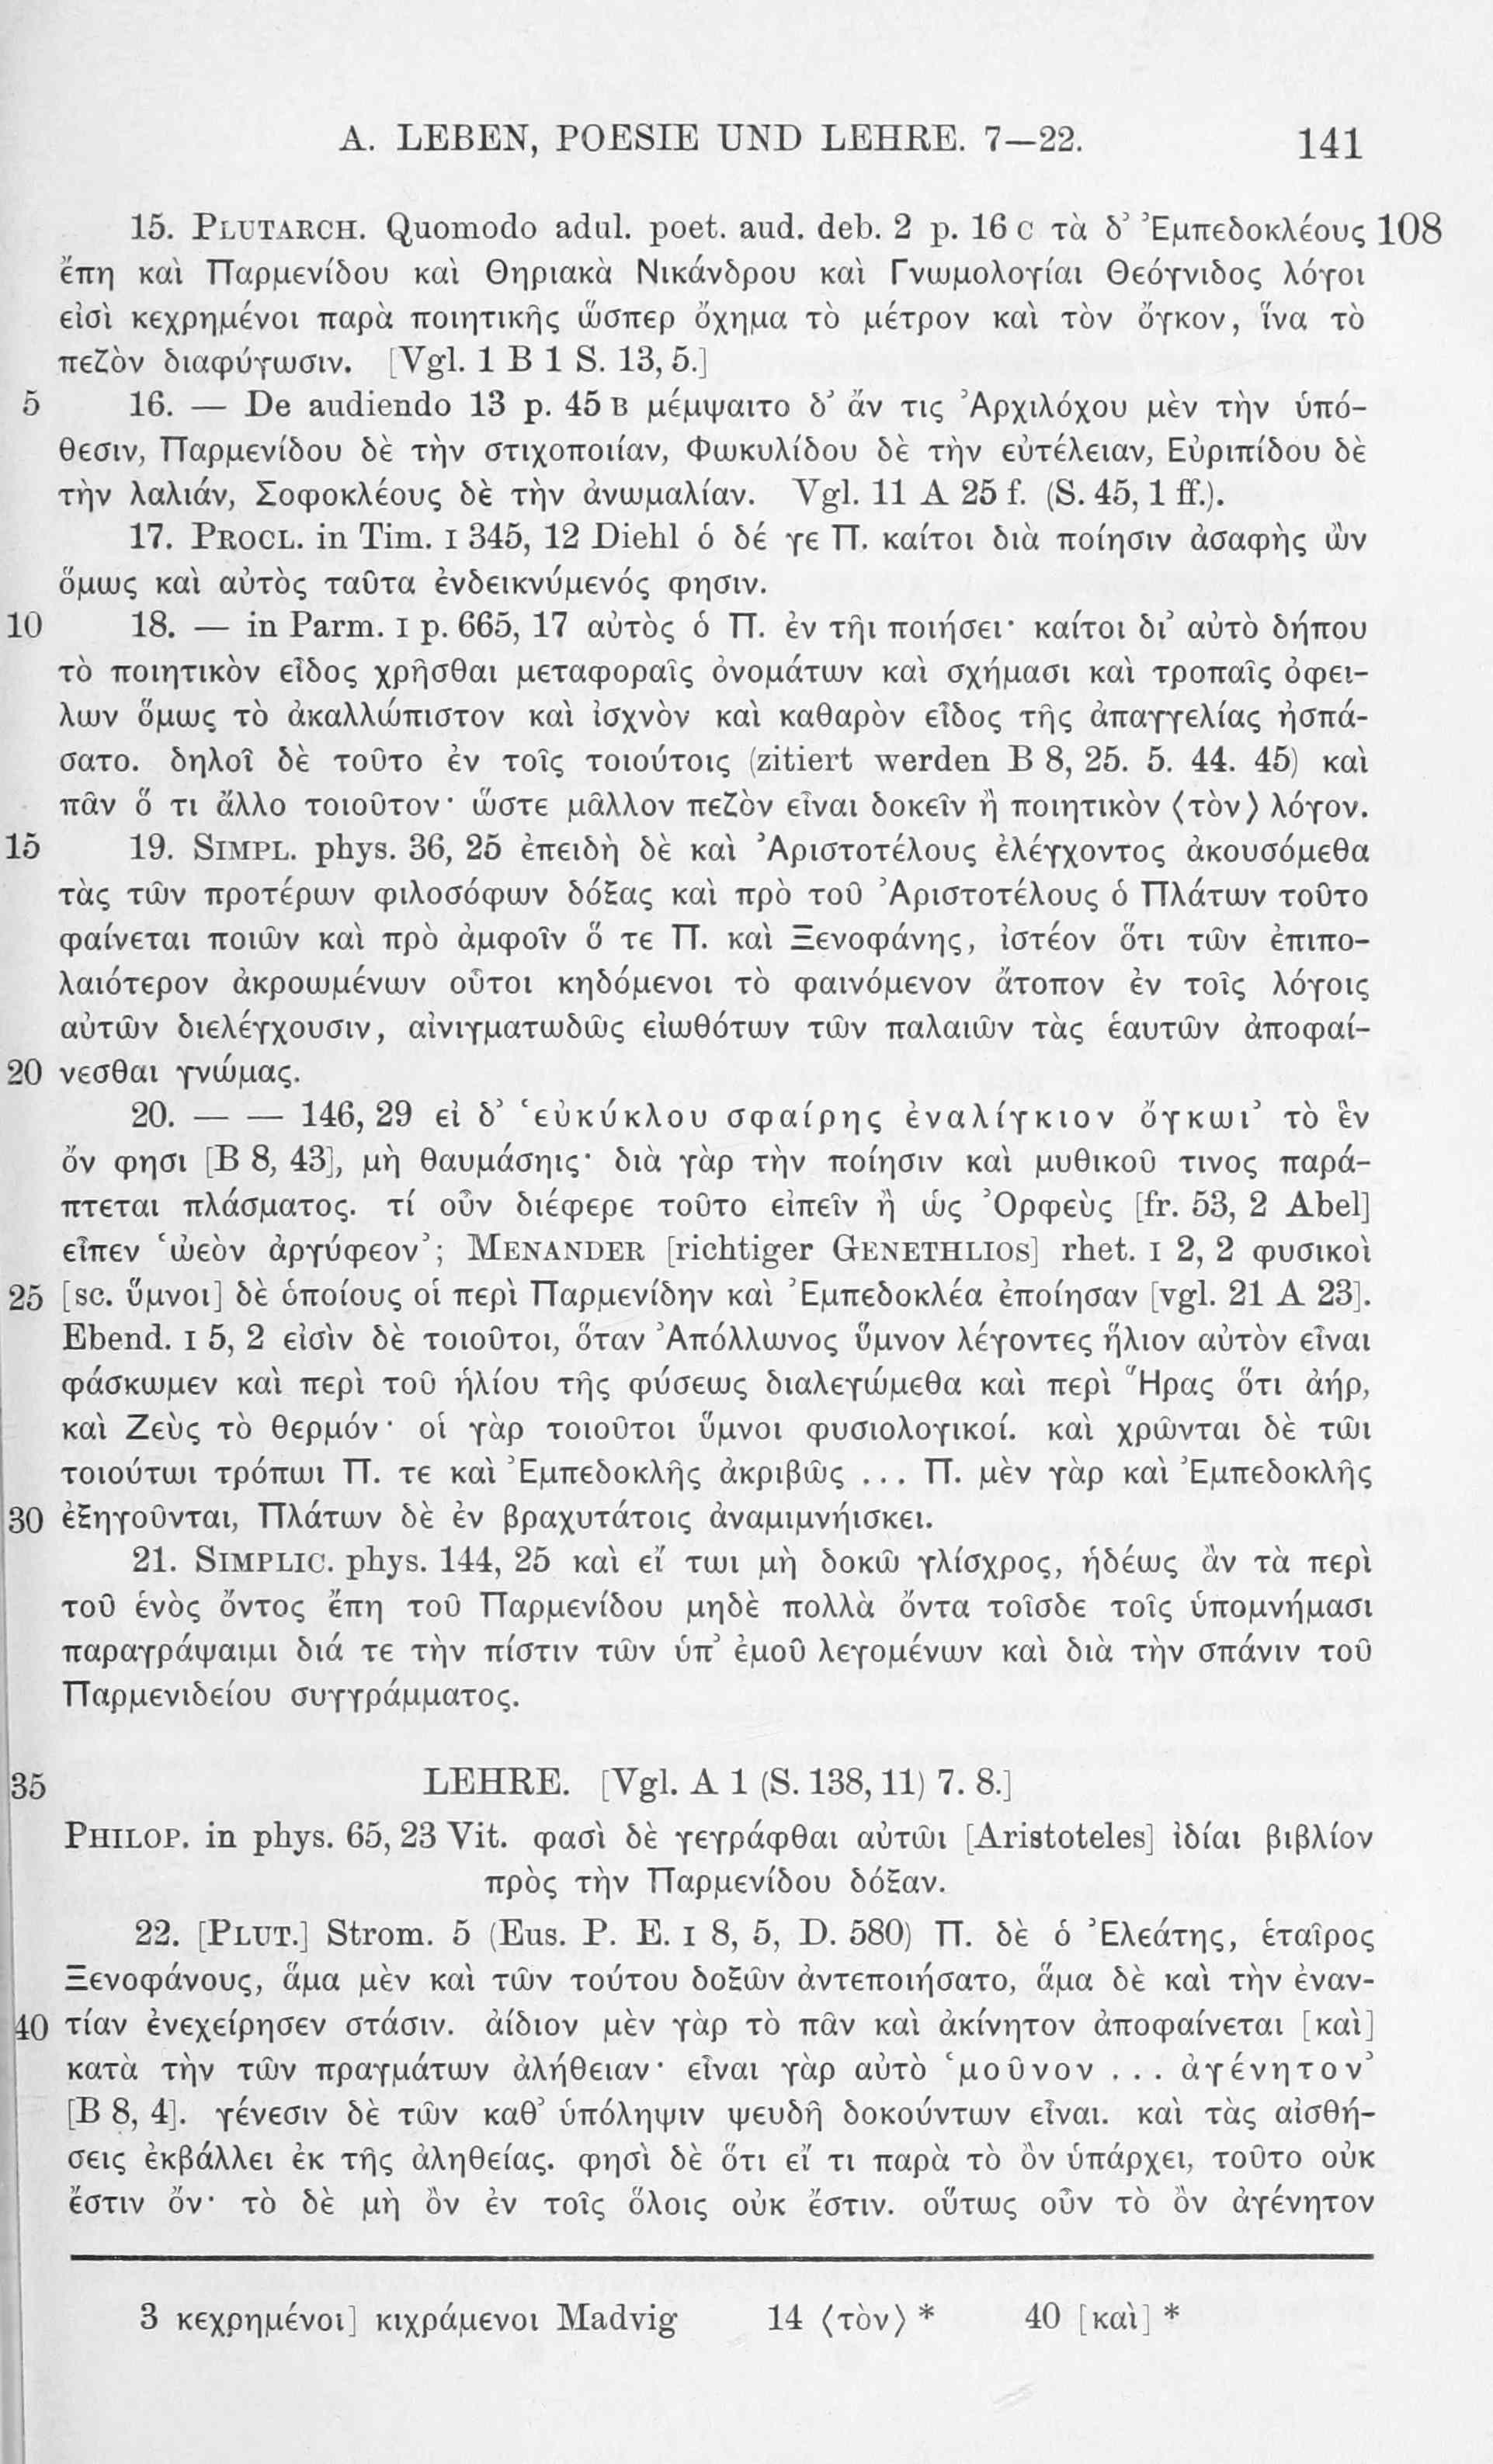 A. LEBEN, POESIE UND LEHRE. 7—22. 141
15. PLUTARCH. Quomodo adul. poet. aud. deb. 2 p. 16 C τὰ δ’ Ἐμπεδοκλέους 108
ἔπη καὶ Παρμενίδου καὶ Θηριακὰ Νικάνδρου καὶ Γνωμολογίαι Θεόγνιδος λόγοι
εἰσὶ κεχρημένοι παρὰ ποιητικῆς ὥσπερ ὄχημα τὸ μέτρον καὶ τὸν ὄγκον, ἵνα τὸ
πεζὸν διαφύγωσιν. [Vgl. 1 B 1 S. 13, 5.]
5 16. — De audiendo 13 p. 45 B μέμψαιτο δ’ ἄν τις Ἀρχιλόχου μὲν τὴν ὑπό-
θεσιν, Παρμενίδου δὲ τὴν στιχοποιίαν, Φωκυλίδου δὲ τὴν εὐτέλειαν, Εὐριπίδου δὲ
τὴν λαλιάν, Σοφοκλέους δὲ τὴν ἀνωμαλίαν. Vgl. 11 A 25 f. (S. 45, 1 ff.).
17. PROCL. in Tim. I 345, 12 Diehl ὁ δέ γε Π. καίτοι διὰ ποίησιν ἀσαφὴς ὢν
ὅμως καὶ αὐτὸς ταῦτα ἐνδεικνύμενός φησιν.
10 18. — in Parm. I p. 665, 17 αὐτὸς ὁ Π. ἐν τῆι ποιήσει· καίτοι δι’ αὐτὸ δήπου
τὸ ποιητικὸν εἶδος χρῆσθαι μεταφοραῖς ὀνομάτων καὶ σχήμασι καὶ τροπαῖς ὀφεί-
λων ὅμως τὸ ἀκαλλώπιστον καὶ ἰσχνὸν καὶ καθαρὸν εἶδος τῆς ἀπαγγελίας ἠσπά-
σατο. δηλοῖ δὲ τοῦτο ἐν τοῖς τοιούτοις (zitiert werden B 8, 25. 5. 44. 45) καὶ
πᾶν ὅ τι ἄλλο τοιοῦτον· ὥστε μᾶλλον πεζὸν εἶναι δοκεῖν ἢ ποιητικὸν ⟨τὸν⟩ λόγον.
15 19. SIMPL. phys. 36, 25 ἐπειδὴ δὲ καὶ Ἀριστοτέλους ἐλέγχοντος ἀκουσόμεθα
τὰς τῶν προτέρων φιλοσόφων δόξας καὶ πρὸ τοῦ Ἀριστοτέλους ὁ Πλάτων τοῦτο
φαίνεται ποιῶν καὶ πρὸ ἀμφοῖν ὅ τε Π. καὶ Ξενοφάνης, ἰστέον ὅτι τῶν ἐπιπο-
λαιότερον ἀκροωμένων οὗτοι κηδόμενοι τὸ φαινόμενον ἄτοπον ἐν τοῖς λόγοις
αὐτῶν διελέγχουσιν, αἰνιγματωδῶς εἰωθότων τῶν παλαιῶν τὰς ἑαυτῶν ἀποφαί-
20 νεσθαι γνώμας.
20. — — 146, 29 εἰ δ’ ‘εὐκύκλου σφαίρης ἐναλίγκιον ὄγκωι’ τὸ ἓν
ὄν φησι [B 8, 43], μὴ θαυμάσηις· διὰ γὰρ τὴν ποίησιν καὶ μυθικοῦ τινος παρά-
πτεται πλάσματος. τί οὖν διέφερε τοῦτο εἰπεῖν ἢ ὡς Ὀρφεὺς [fr. 53, 2 Abel]
εἶπεν ‘ὠεὸν ἀργύφεον’; MENANDER [richtiger GENETHLIOS] rhet. I 2, 2 φυσικοὶ
25 [sc. ὕμνοι] δὲ ὁποίους οἱ περὶ Παρμενίδην καὶ Ἐμπεδοκλέα ἐποίησαν [vgl. 21 A 23].
Ebend. I 5, 2 εἰσὶν δὲ τοιοῦτοι, ὅταν Ἀπόλλωνος ὕμνον λέγοντες ἥλιον αὐτὸν εἶναι
φάσκωμεν καὶ περὶ τοῦ ἡλίου τῆς φύσεως διαλεγώμεθα καὶ περὶ Ἥρας ὅτι ἀήρ,
καὶ Ζεὺς τὸ θερμόν· οἱ γὰρ τοιοῦτοι ὕμνοι φυσιολογικοί. καὶ χρῶνται δὲ τῶι
τοιούτωι τρόπωι Π. τε καὶ Ἐμπεδοκλῆς ἀκριβῶς ... Π. μὲν γὰρ καὶ Ἐμπεδοκλῆς
30 ἐξηγοῦνται, Πλάτων δὲ ἐν βραχυτάτοις ἀναμιμνήισκει.
21. SIMPLIC. phys. 144, 25 καὶ εἴ τωι μὴ δοκῶ γλίσχρος, ἡδέως ἂν τὰ περὶ
τοῦ ἑνὸς ὄντος ἔπη τοῦ Παρμενίδου μηδὲ πολλὰ ὄντα τοῖσδε τοῖς ὑπομνήμασι
παραγράψαιμι διά τε τὴν πίστιν τῶν ὑπ’ ἐμοῦ λεγομένων καὶ διὰ τὴν σπάνιν τοῦ
Παρμενιδείου συγγράμματος.
35 LEHRE. [Vgl. A 1 (S. 138, 11) 7. 8.]
PHILOP. in phys. 65, 23 Vit. φασὶ δὲ γεγράφθαι αὐτῶι [Aristoteles] ἰδίαι βιβλίον
πρὸς τὴν Παρμενίδου δόξαν.
22. [PLUT.] Strom. 5 (Eus. P. E. I 8, 5, D. 580) Π. δὲ ὁ Ἐλεάτης, ἑταῖρος
Ξενοφάνους, ἅμα μὲν καὶ τῶν τούτου δοξῶν ἀντεποιήσατο, ἅμα δὲ καὶ τὴν ἐναν-
40 τίαν ἐνεχείρησεν στάσιν. ἀίδιον μὲν γὰρ τὸ πᾶν καὶ ἀκίνητον ἀποφαίνεται [καὶ]
κατὰ τὴν τῶν πραγμάτων ἀλήθειαν· εἶναι γὰρ αὐτὸ ‘μοῦνον ... ἀγένητον’
[B 8, 4]. γένεσιν δὲ τῶν καθ’ ὑπόληψιν ψευδῆ δοκούντων εἶναι. καὶ τὰς αἰσθή-
σεις ἐκβάλλει ἐκ τῆς ἀληθείας. φησὶ δὲ ὅτι εἴ τι παρὰ τὸ ὂν ὑπάρχει, τοῦτο οὐκ
ἔστιν ὄν· τὸ δὲ μὴ ὂν ἐν τοῖς ὅλοις οὐκ ἔστιν. οὕτως οὖν τὸ ὂν ἀγένητον
3 κεχρημένοι] κιχράμενοι Madvig 14 ⟨τὸν⟩ * 40 [καὶ] *